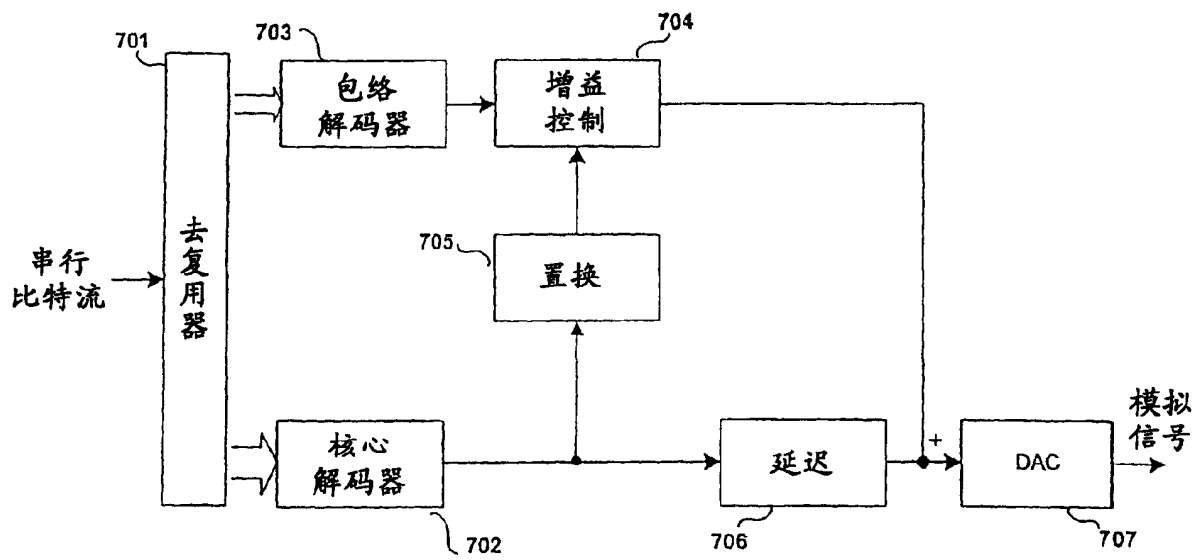 701
703
704
包络
解码器
增益
控制
去复用器
705
置换
串行
比特流
核心
解码器
702
延迟
706
+
DAC
707
模拟
信号